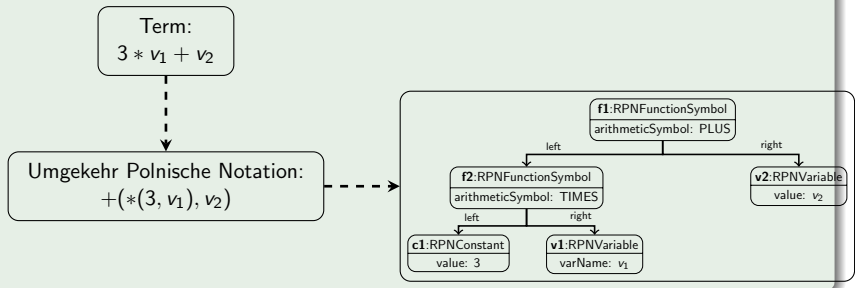 Term:
3 ∗ v₁ + v₂
Umgekehr Polnische Notation:
+(∗(3, v₁), v₂)
f1:RPNFunctionSymbol
arithmeticSymbol: PLUS
left
right
f2:RPNFunctionSymbol
arithmeticSymbol: TIMES
v2:RPNVariable
value: v₂
left
right
c1:RPNConstant
value: 3
v1:RPNVariable
varName: v₁